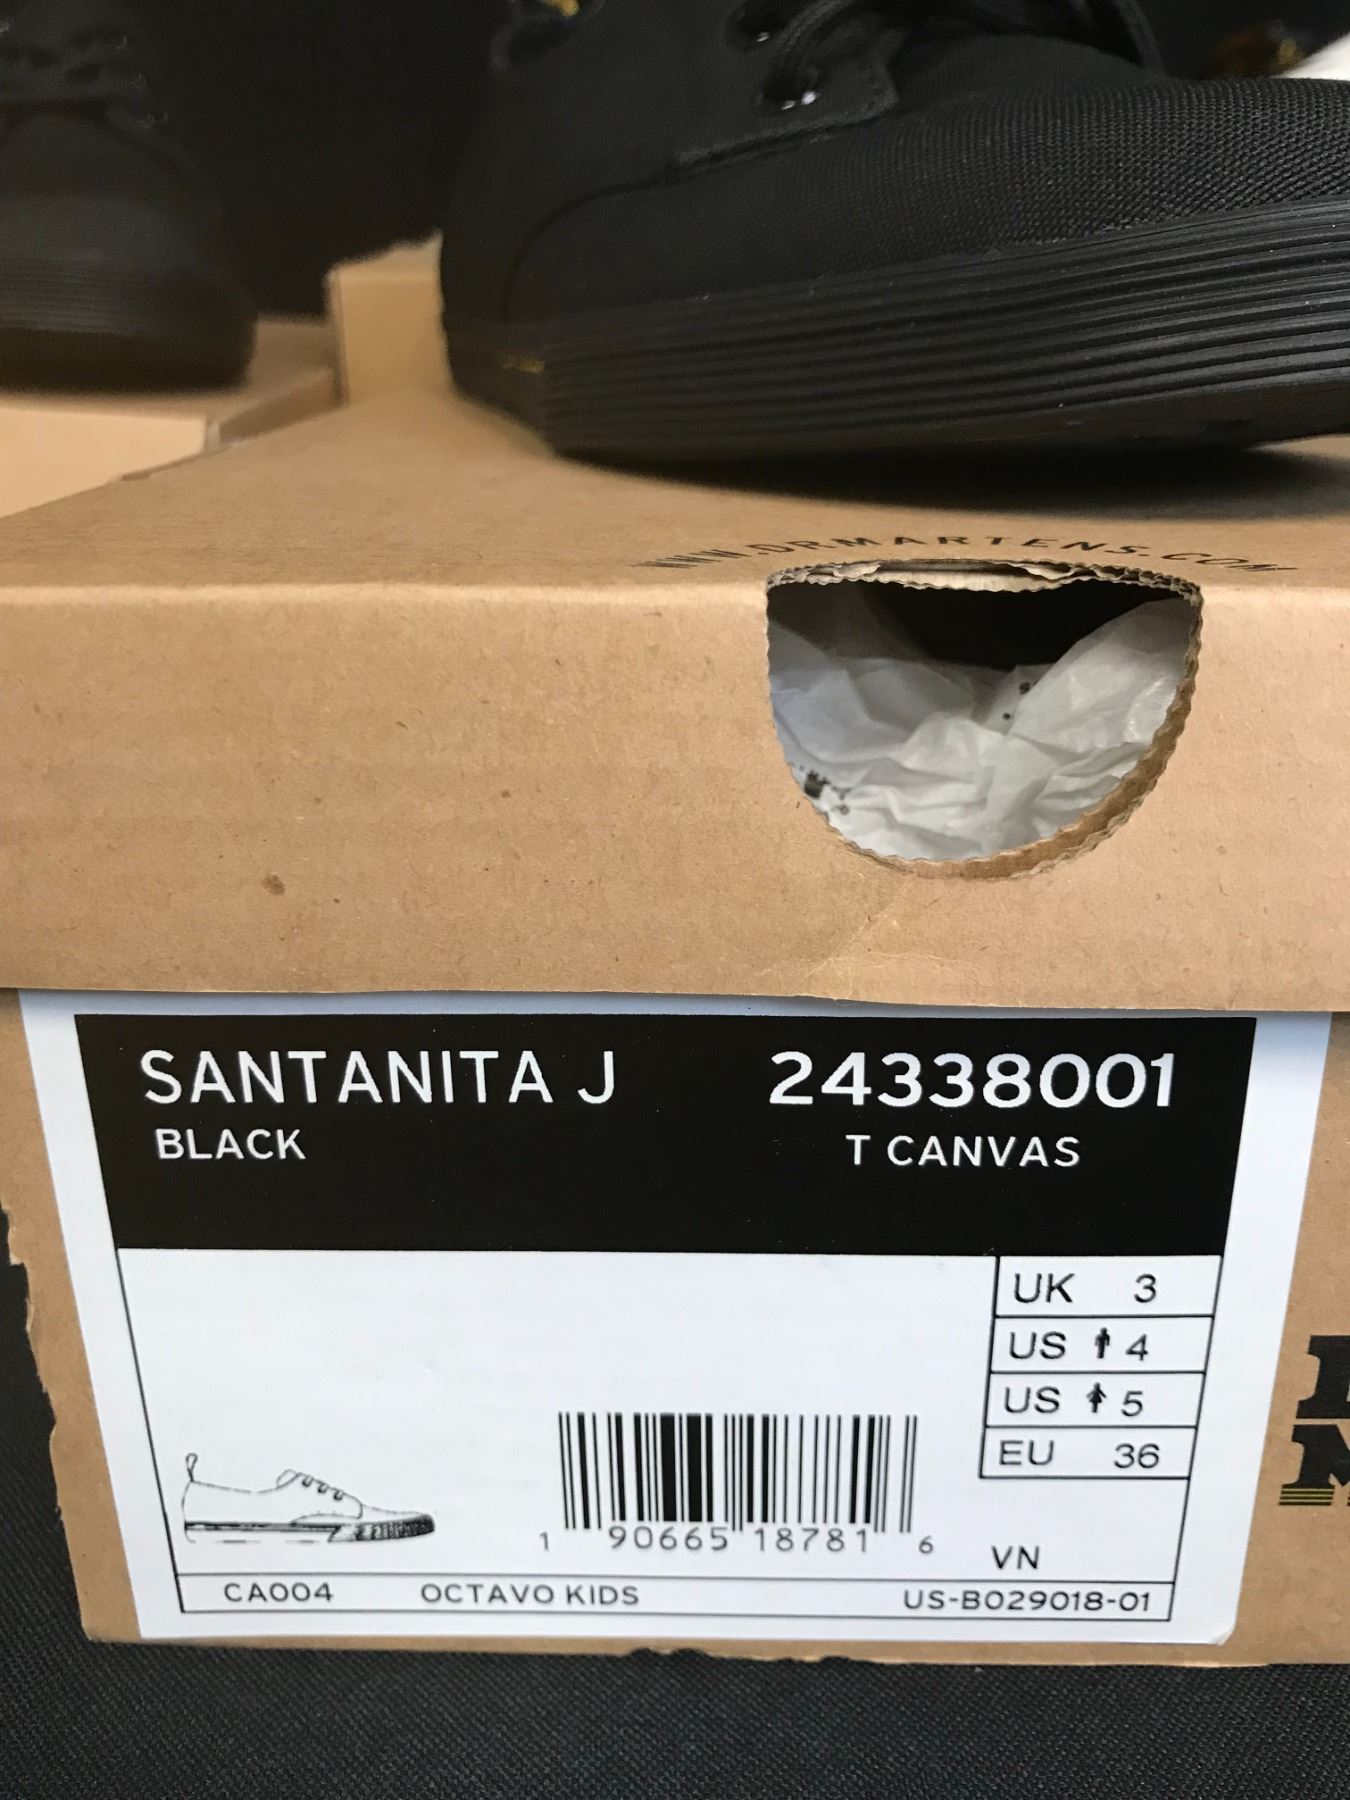 WWW.DRMARTENS.COM
SANTANITA J 24338001
BLACK T CANVAS
UK 3
US 4
US 5
EU 36
1 90665 18781 6
VN
CA004 OCTAVO KIDS US-B029018-01